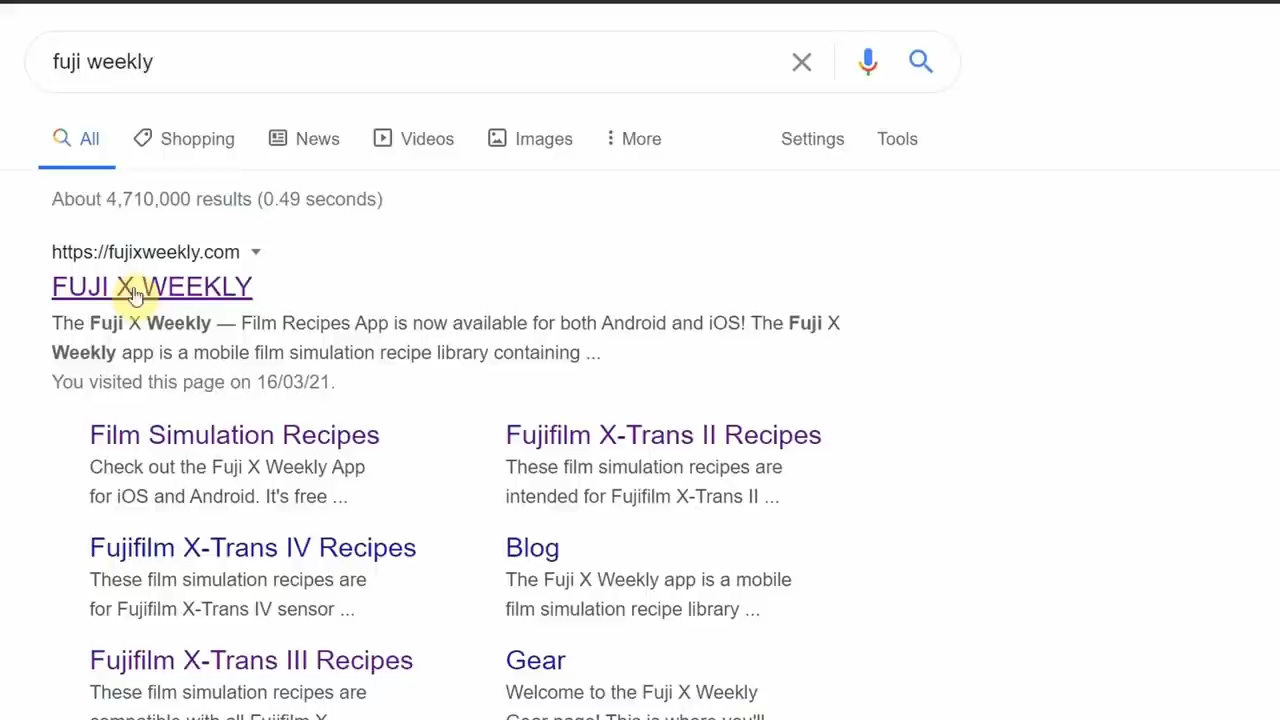 fuji weekly
All Shopping News Videos Images More Settings Tools
About 4,710,000 results (0.49 seconds)
https://fujixweekly.com
FUJI X WEEKLY
The Fuji X Weekly — Film Recipes App is now available for both Android and iOS! The Fuji X
Weekly app is a mobile film simulation recipe library containing ...
You visited this page on 16/03/21.
Film Simulation Recipes
Check out the Fuji X Weekly App
for iOS and Android. It's free ...
Fujifilm X-Trans II Recipes
These film simulation recipes are
intended for Fujifilm X-Trans II ...
Fujifilm X-Trans IV Recipes
These film simulation recipes are
for Fujifilm X-Trans IV sensor ...
Blog
The Fuji X Weekly app is a mobile
film simulation recipe library ...
Fujifilm X-Trans III Recipes
These film simulation recipes are
compatible with all Fujifilm X
Gear
Welcome to the Fuji X Weekly
Gear page! This is where you'll